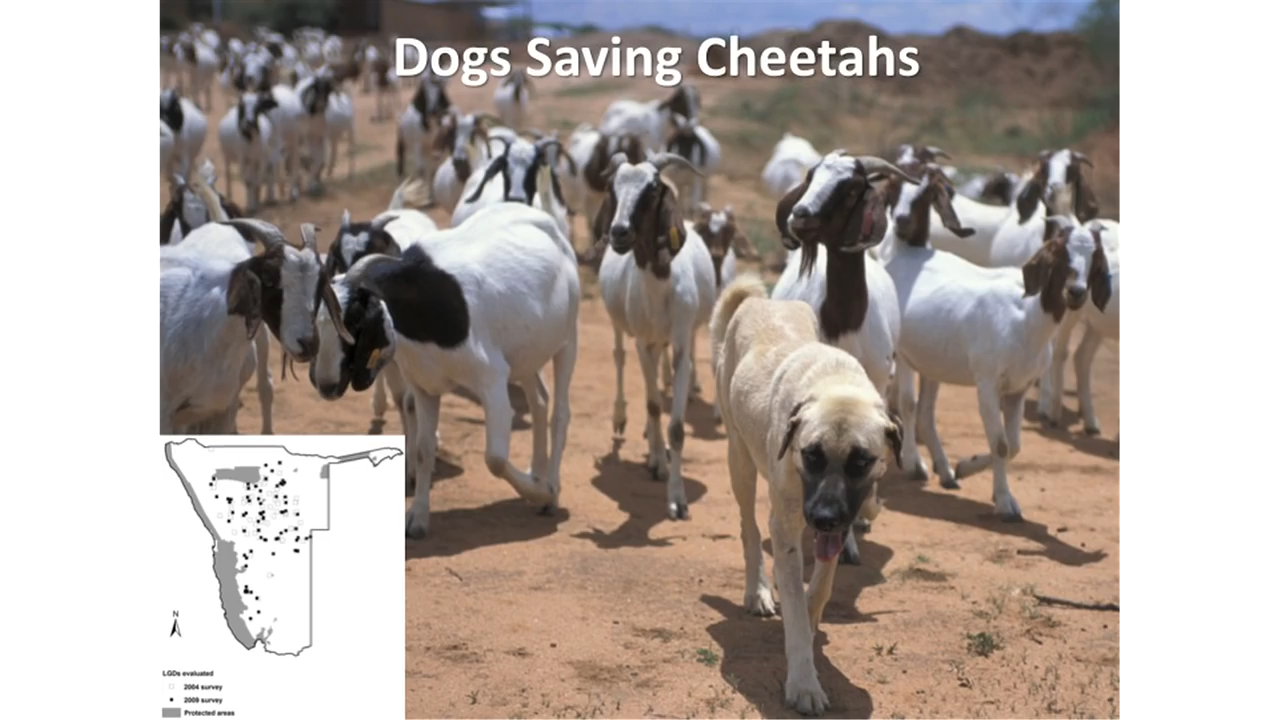 Dogs Saving Cheetahs
N
LGDs evaluated
2004 survey
2009 survey
Protected areas